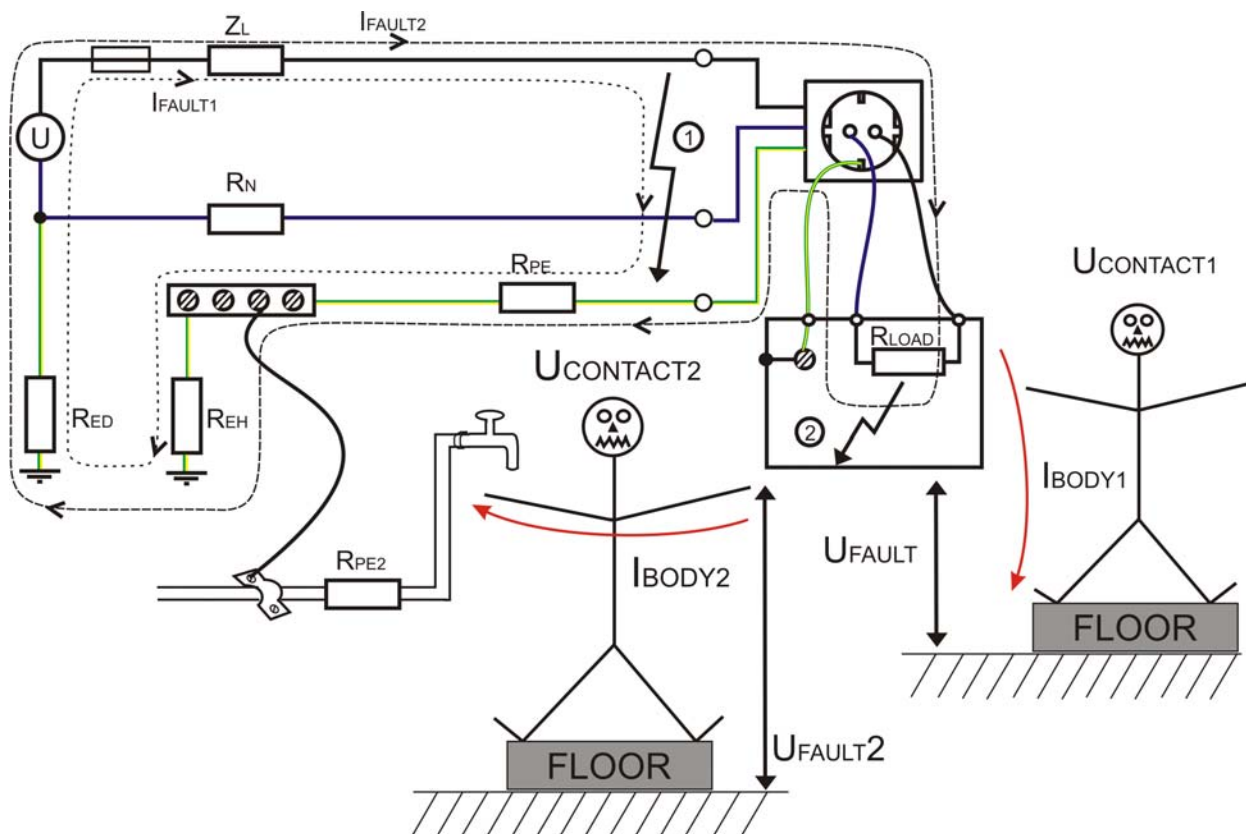 ZL
IFAULT2
IFAULT1
U
1
RN
RPE
UCONTACT1
RLOAD
UCONTACT2
RED
REH
2
IBODY1
UFAULT
RPE2
IBODY2
FLOOR
UFAULT2
FLOOR